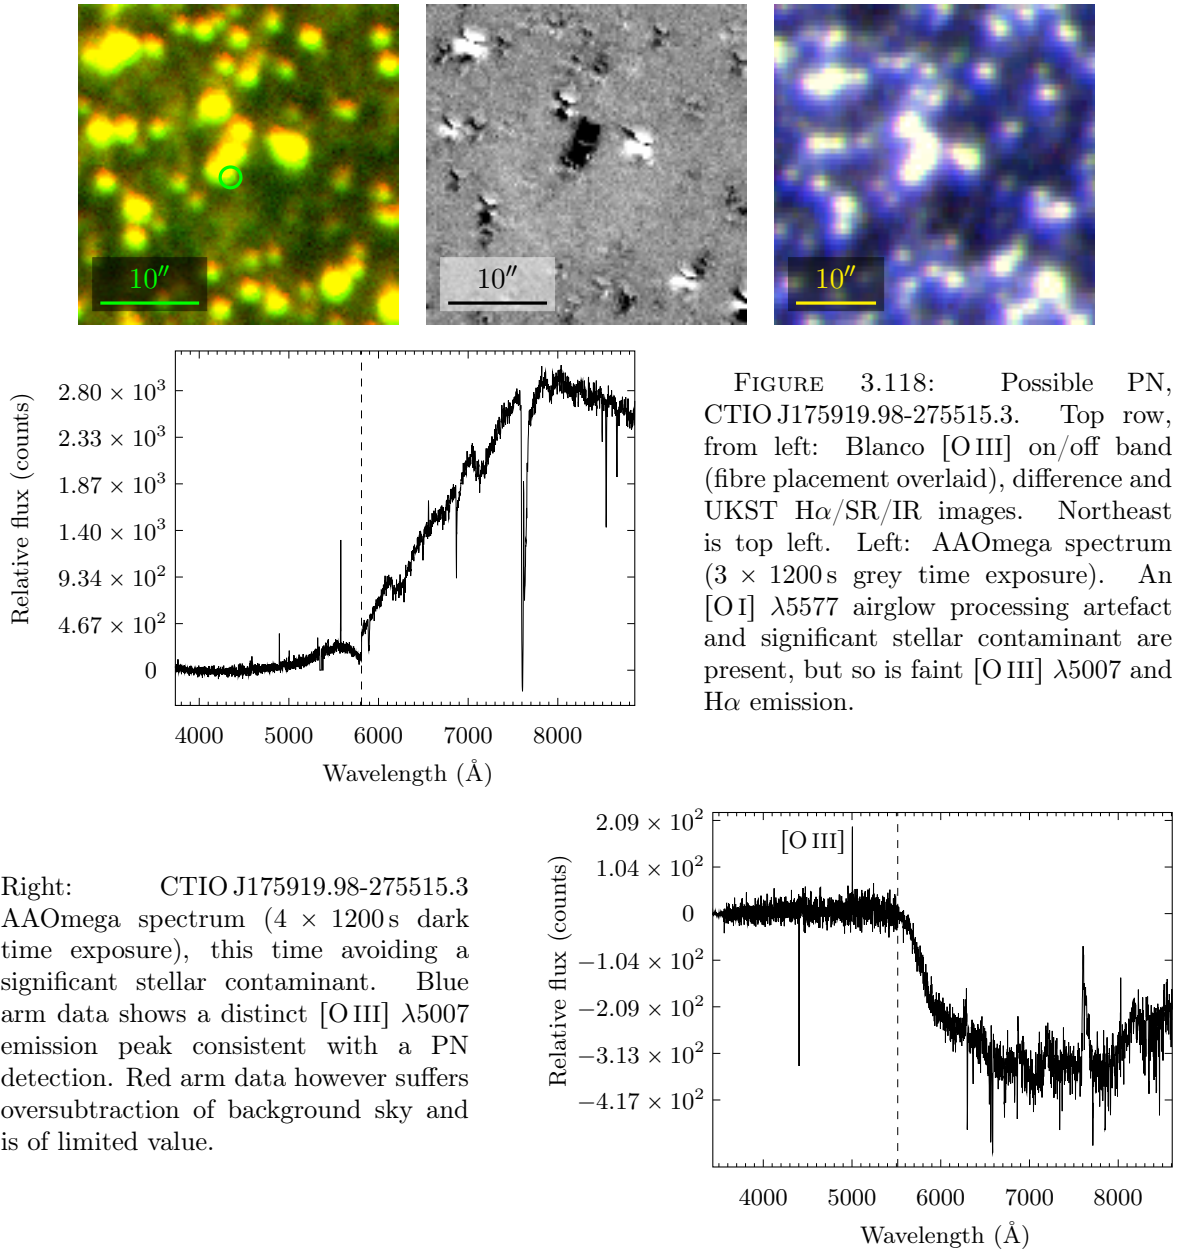 10″
10″
10″
2.80 × 10³
2.33 × 10³
1.87 × 10³
1.40 × 10³
9.34 × 10²
4.67 × 10²
0
Relative flux (counts)
4000 5000 6000 7000 8000
Wavelength (Å)
FIGURE 3.118: Possible PN,
CTIO J175919.98-275515.3. Top row,
from left: Blanco [O III] on/off band
(fibre placement overlaid), difference and
UKST Hα/SR/IR images. Northeast
is top left. Left: AAOmega spectrum
(3 × 1200 s grey time exposure). An
[O I] λ5577 airglow processing artefact
and significant stellar contaminant are
present, but so is faint [O III] λ5007 and
Hα emission.
Right: CTIO J175919.98-275515.3
AAOmega spectrum (4 × 1200 s dark
time exposure), this time avoiding a
significant stellar contaminant. Blue
arm data shows a distinct [O III] λ5007
emission peak consistent with a PN
detection. Red arm data however suffers
oversubtraction of background sky and
is of limited value.
2.09 × 10²
1.04 × 10²
0
−1.04 × 10²
−2.09 × 10²
−3.13 × 10²
−4.17 × 10²
Relative flux (counts)
[O III]
4000 5000 6000 7000 8000
Wavelength (Å)